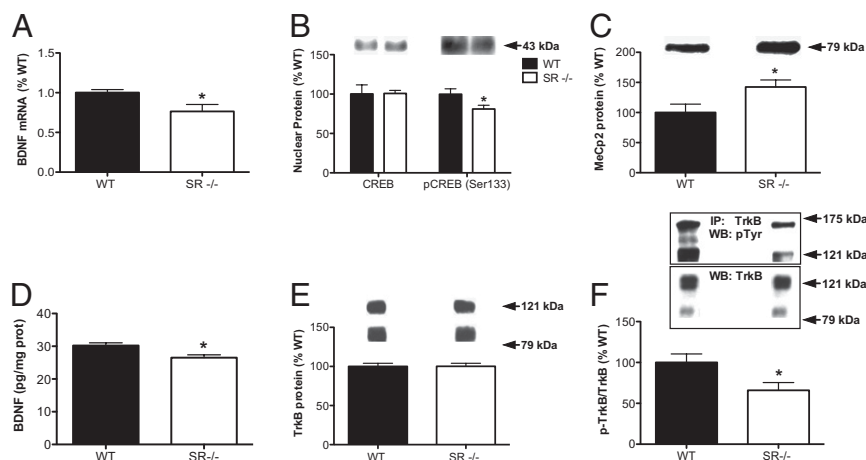 A
BDNF mRNA (% WT)
1.5
1.0
0.5
0.0
*
WT
SR -/-
B
Nuclear Protein (% WT)
150
100
50
0
43 kDa
WT
SR -/-
*
CREB
pCREB (Ser133)
C
MeCp2 protein (% WT)
200
150
100
50
0
79 kDa
*
WT
SR -/-
D
BDNF (pg/mg prot)
40
30
20
10
0
*
WT
SR-/-
E
TrkB protein (% WT)
150
100
50
0
121 kDa
79 kDa
WT
SR-/-
IP: TrkB
WB: pTyr
175 kDa
121 kDa
WB: TrkB
121 kDa
79 kDa
F
p-TrkB/TrkB (% WT)
150
100
50
0
*
WT
SR-/-